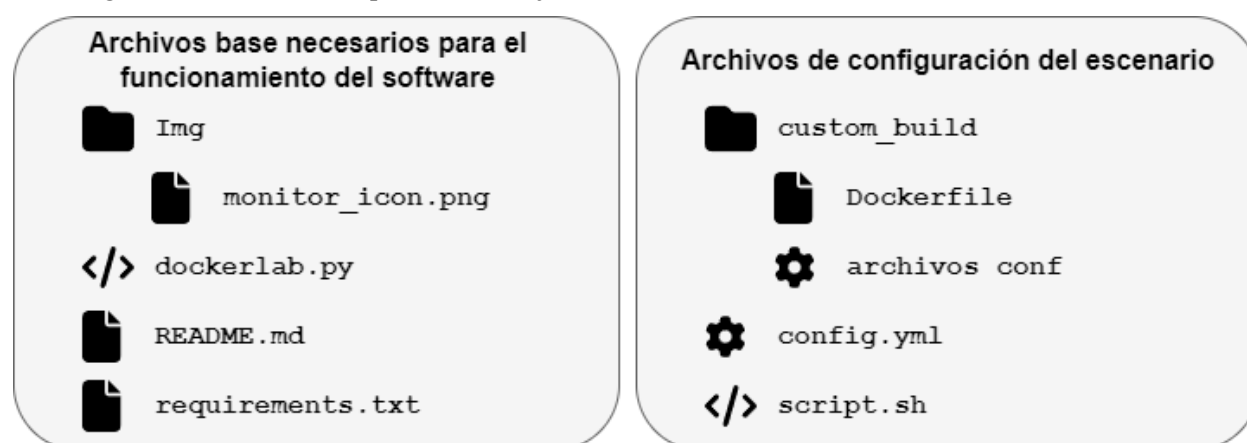 Archivos base necesarios para el
funcionamiento del software
Img
monitor_icon.png
dockerlab.py
README.md
requirements.txt
Archivos de configuración del escenario
custom_build
Dockerfile
archivos conf
config.yml
script.sh